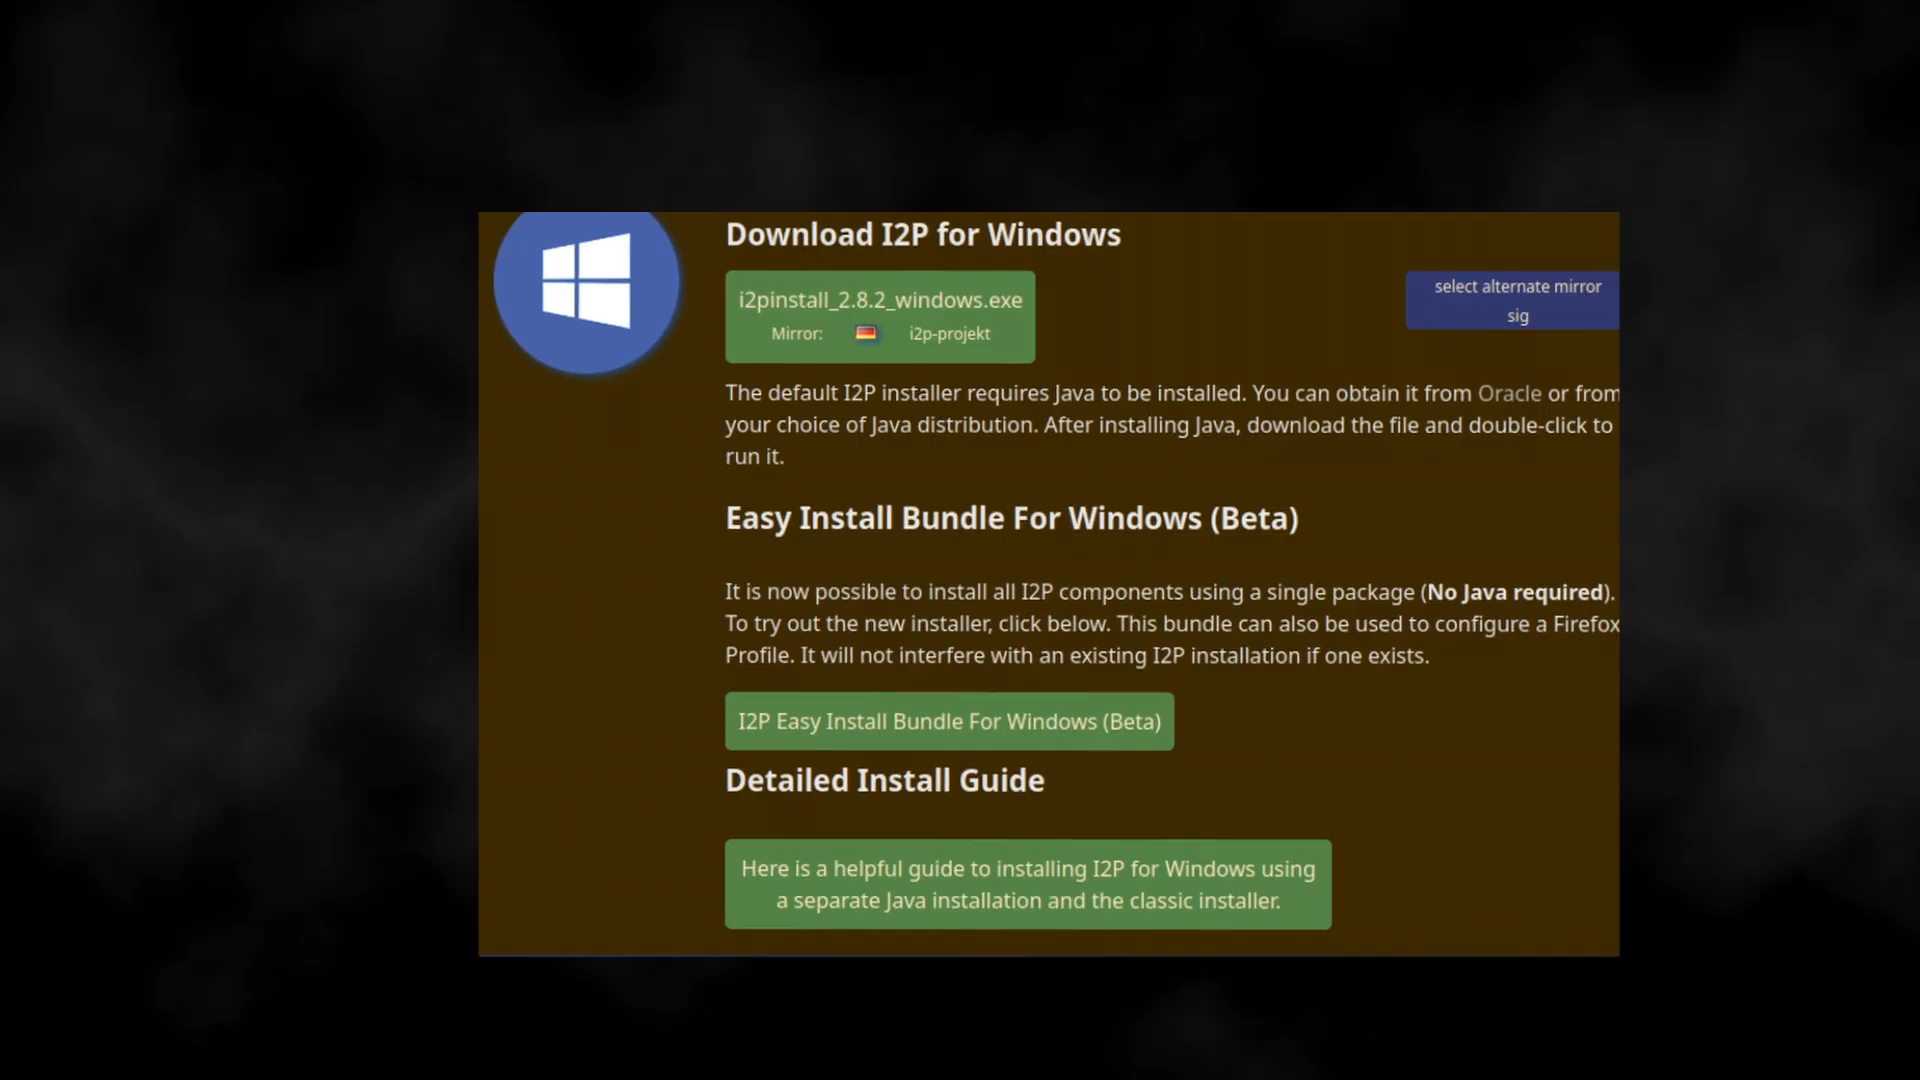 Download I2P for Windows
i2pinstall_2.8.2_windows.exe
Mirror: i2p-projekt
select alternate mirror
sig
The default I2P installer requires Java to be installed. You can obtain it from Oracle or from
your choice of Java distribution. After installing Java, download the file and double-click to
run it.
Easy Install Bundle For Windows (Beta)
It is now possible to install all I2P components using a single package (No Java required).
To try out the new installer, click below. This bundle can also be used to configure a Firefox
Profile. It will not interfere with an existing I2P installation if one exists.
I2P Easy Install Bundle For Windows (Beta)
Detailed Install Guide
Here is a helpful guide to installing I2P for Windows using
a separate Java installation and the classic installer.